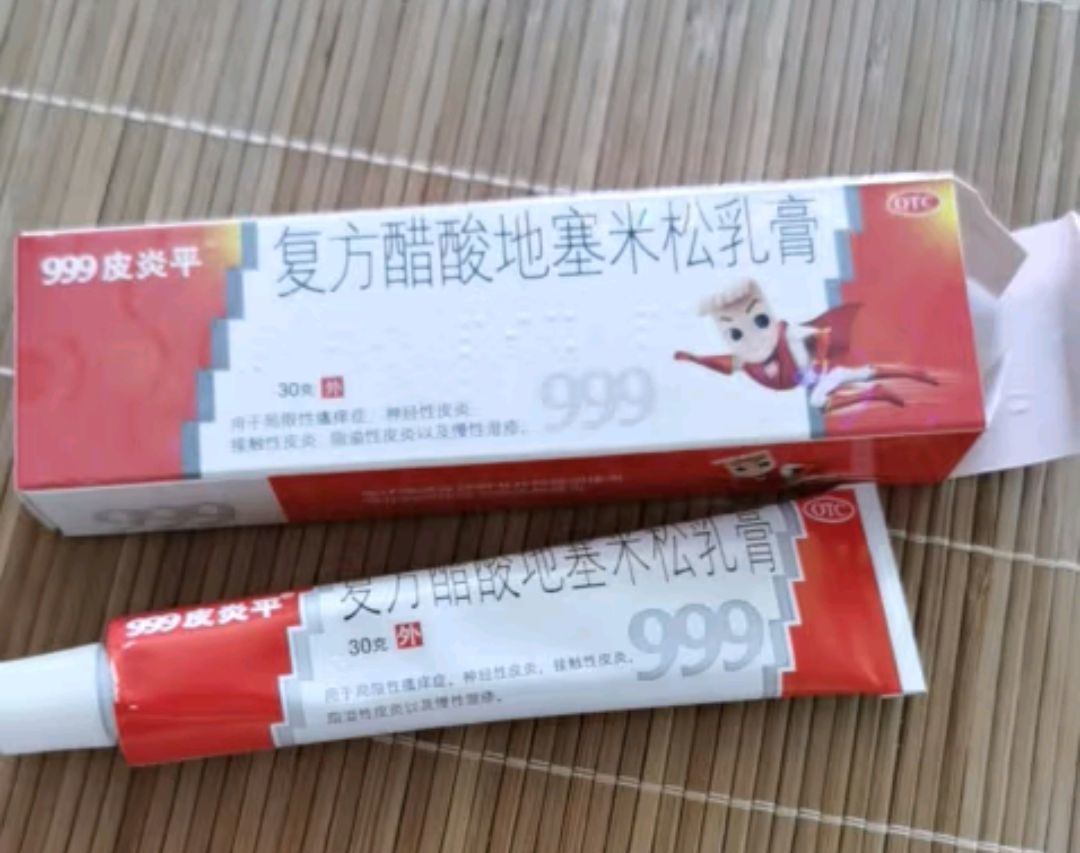 999皮炎平
复方醋酸地塞米松乳膏
OTC
30克 外
999
用于局限性瘙痒症、神经性皮炎、
接触性皮炎、脂溢性皮炎以及慢性湿疹。
999
999皮炎平
复方醋酸地塞米松乳膏
OTC
30克 外
999
用于局限性瘙痒症、神经性皮炎、接触性皮炎、
脂溢性皮炎以及慢性湿疹。